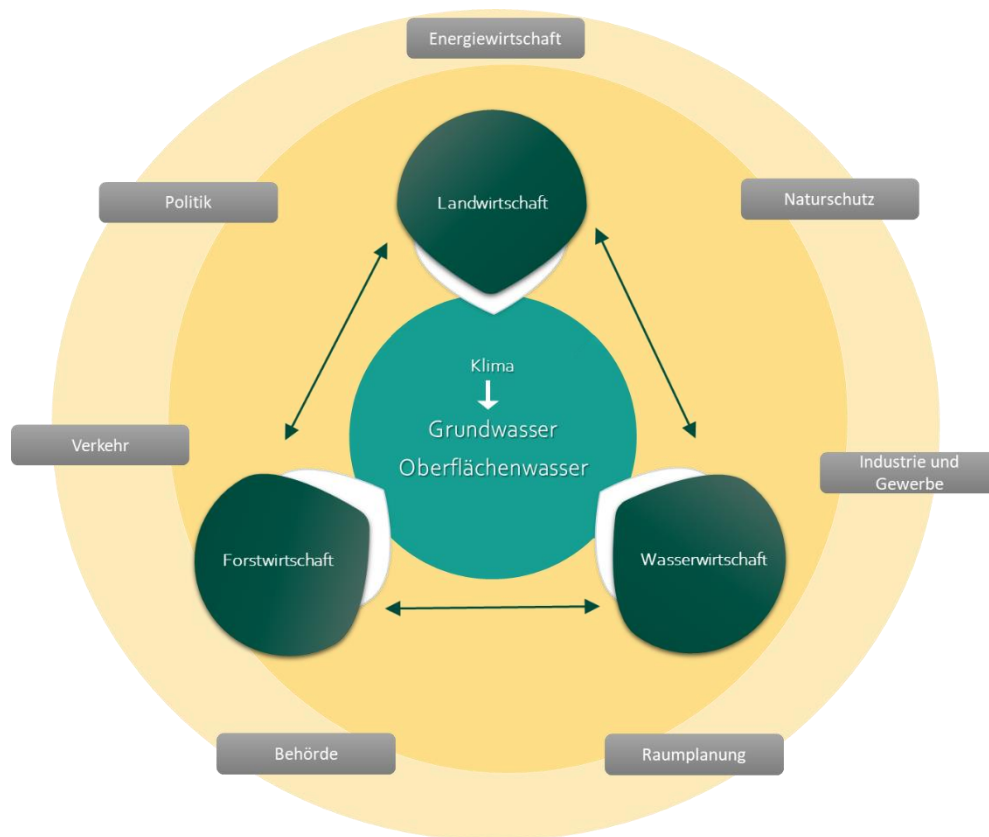 Energiewirtschaft
Politik
Naturschutz
Landwirtschaft
Klima
Grundwasser
Oberflächenwasser
Verkehr
Industrie und
Gewerbe
Forstwirtschaft
Wasserwirtschaft
Behörde
Raumplanung